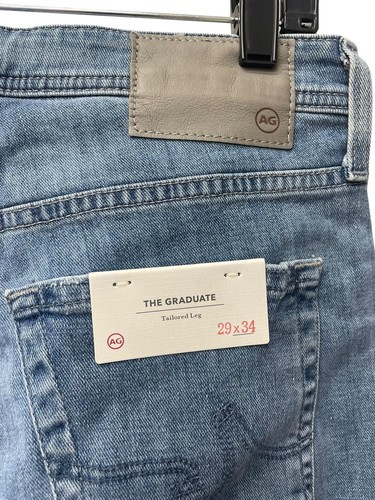 AG
THE GRADUATE
Tailored Leg
AG
29x34